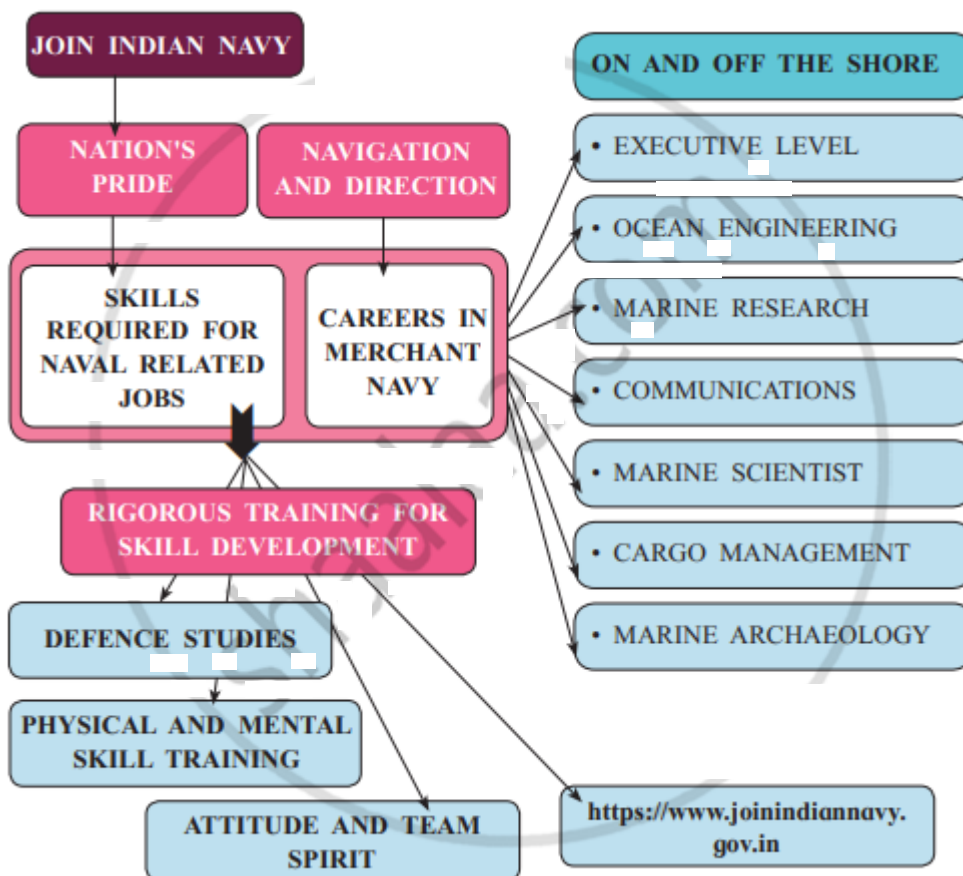 JOIN INDIAN NAVY
NATION'S
PRIDE
NAVIGATION
AND DIRECTION
SKILLS
REQUIRED FOR
NAVAL RELATED
JOBS
CAREERS IN
MERCHANT
NAVY
RIGOROUS TRAINING FOR
SKILL DEVELOPMENT
DEFENCE STUDIES
PHYSICAL AND MENTAL
SKILL TRAINING
ATTITUDE AND TEAM
SPIRIT
https://www.joinindiannavy.
gov.in
ON AND OFF THE SHORE
• EXECUTIVE LEVEL
• OCEAN ENGINEERING
• MARINE RESEARCH
• COMMUNICATIONS
• MARINE SCIENTIST
• CARGO MANAGEMENT
• MARINE ARCHAEOLOGY